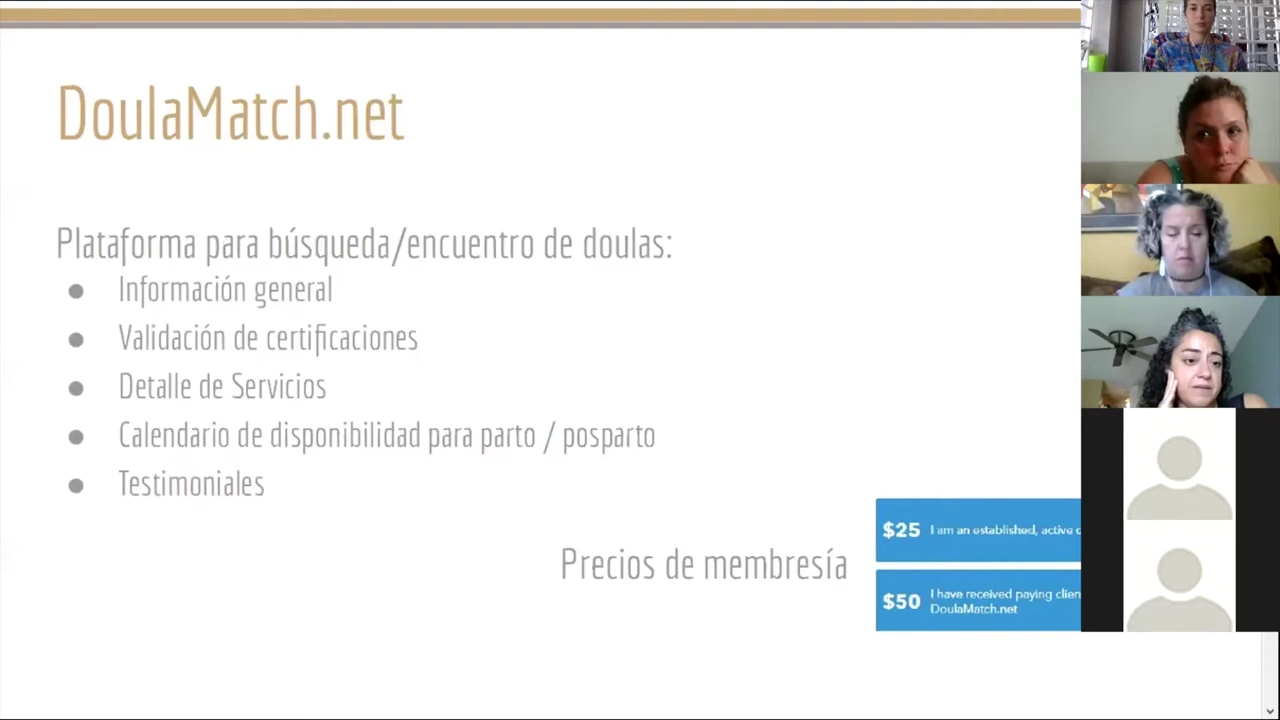 DoulaMatch.net
Plataforma para búsqueda/encuentro de doulas:
● Información general
● Validación de certificaciones
● Detalle de Servicios
● Calendario de disponibilidad para parto / posparto
● Testimoniales
Precios de membresía
$25 I am an established, active
$50 I have received paying
DoulaMatch.net